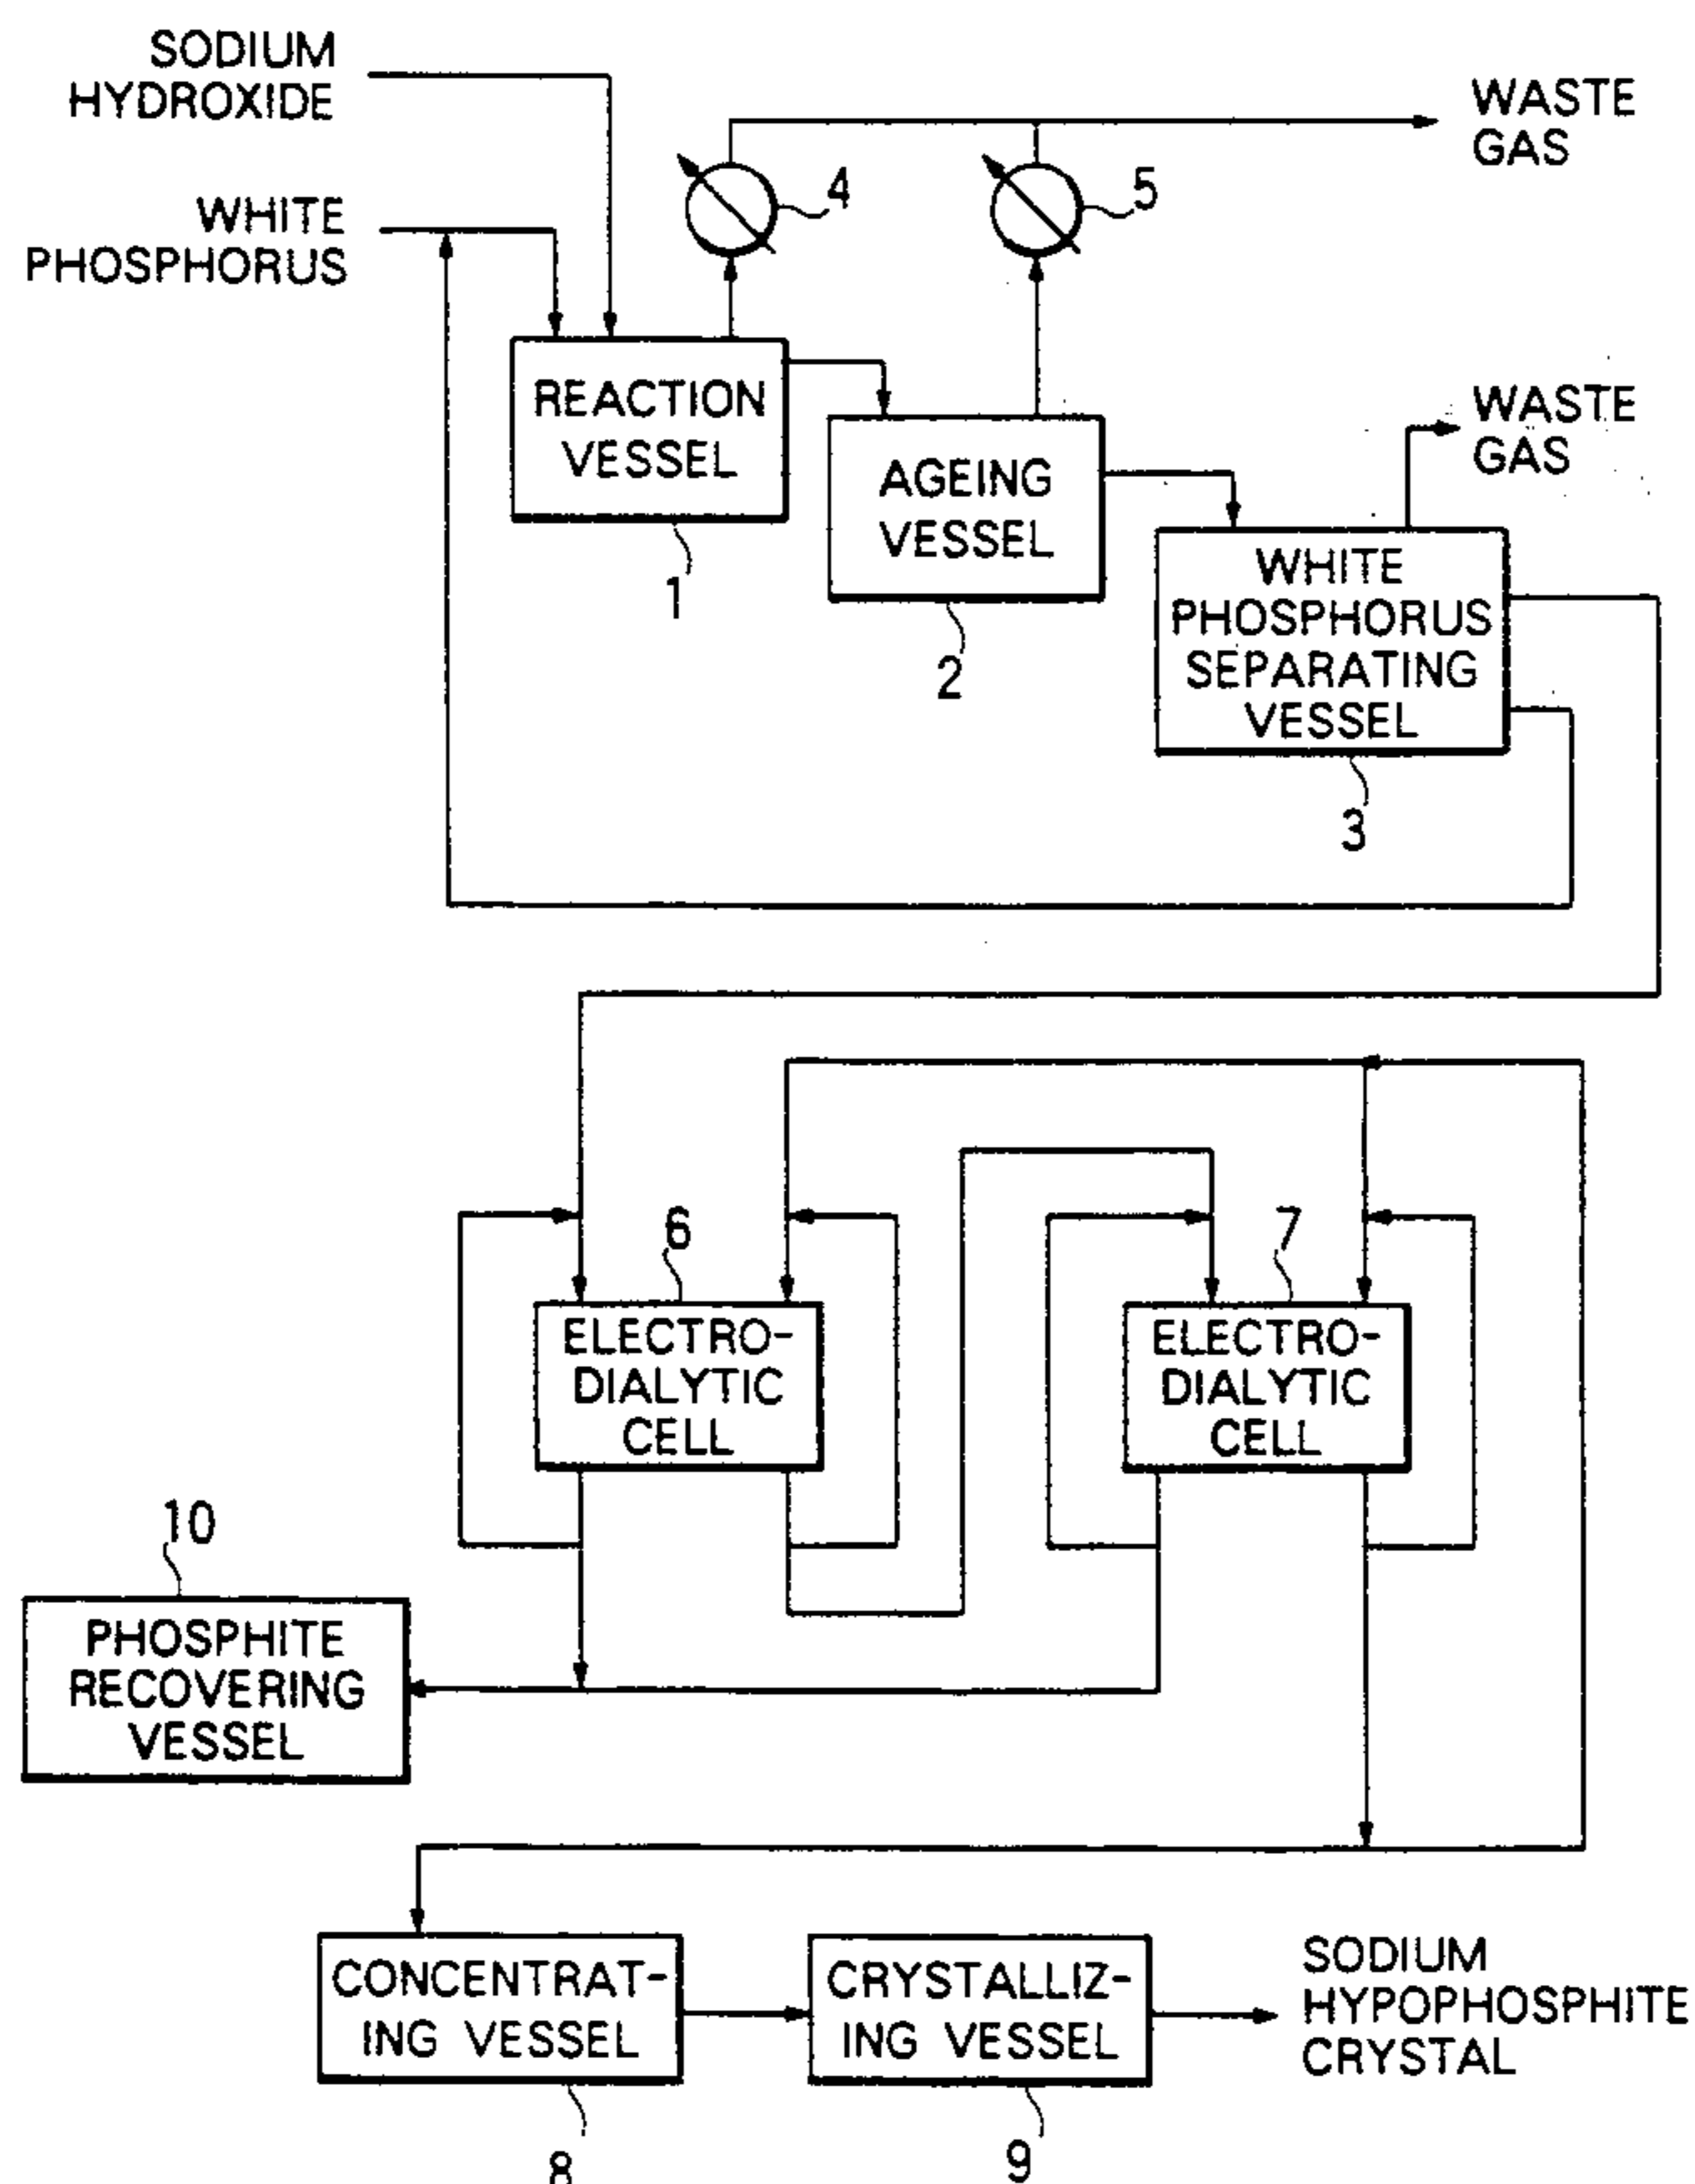 SODIUM
HYDROXIDE
WASTE
GAS
WHITE
PHOSPHORUS
4
5
REACTION
VESSEL
1
WASTE
GAS
AGEING
VESSEL
2
WHITE
PHOSPHORUS
SEPARATING
VESSEL
3
6
7
ELECTRO-
DIALYTIC
CELL
ELECTRO-
DIALYTIC
CELL
10
PHOSPHITE
RECOVERING
VESSEL
CONCENTRAT-
ING VESSEL
8
CRYSTALLIZ-
ING VESSEL
9
SODIUM
HYPOPHOSPHITE
CRYSTAL